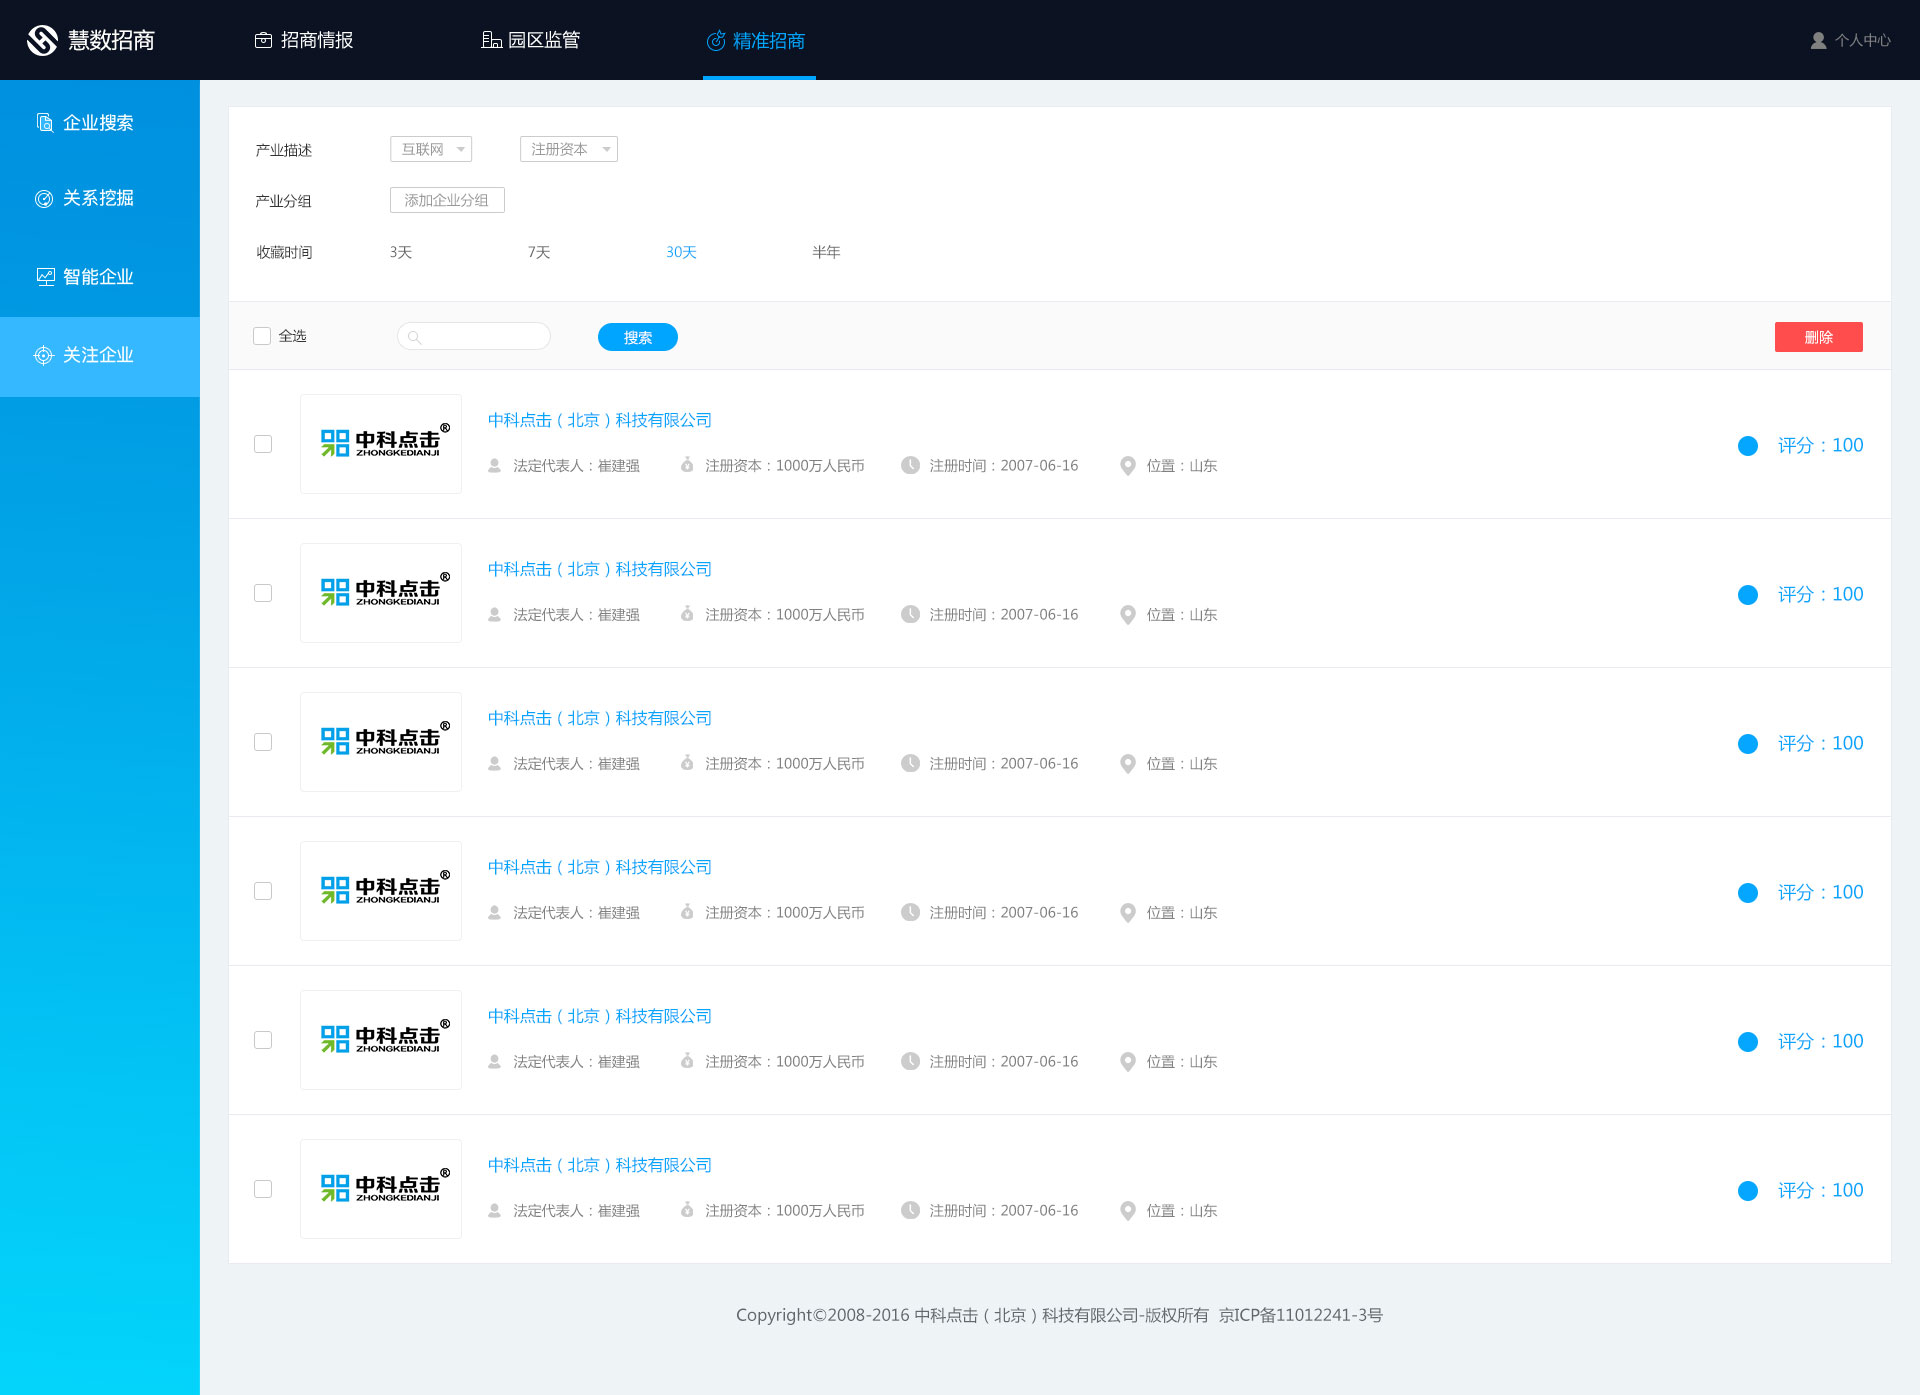 慧数招商
招商情报
园区监管
精准招商
个人中心
企业搜索
关系挖掘
智能企业
关注企业
产业描述 互联网 注册资本
产业分组 添加企业分组
收藏时间 3天 7天 30天 半年
全选 搜索 删除
中科点击® ZHONGKEDIANJI
中科点击（北京）科技有限公司
法定代表人：崔建强 注册资本：1000万人民币 注册时间：2007-06-16 位置：山东
评分：100
中科点击® ZHONGKEDIANJI
中科点击（北京）科技有限公司
法定代表人：崔建强 注册资本：1000万人民币 注册时间：2007-06-16 位置：山东
评分：100
中科点击® ZHONGKEDIANJI
中科点击（北京）科技有限公司
法定代表人：崔建强 注册资本：1000万人民币 注册时间：2007-06-16 位置：山东
评分：100
中科点击® ZHONGKEDIANJI
中科点击（北京）科技有限公司
法定代表人：崔建强 注册资本：1000万人民币 注册时间：2007-06-16 位置：山东
评分：100
中科点击® ZHONGKEDIANJI
中科点击（北京）科技有限公司
法定代表人：崔建强 注册资本：1000万人民币 注册时间：2007-06-16 位置：山东
评分：100
中科点击® ZHONGKEDIANJI
中科点击（北京）科技有限公司
法定代表人：崔建强 注册资本：1000万人民币 注册时间：2007-06-16 位置：山东
评分：100
Copyright©2008-2016 中科点击（北京）科技有限公司-版权所有 京ICP备11012241-3号